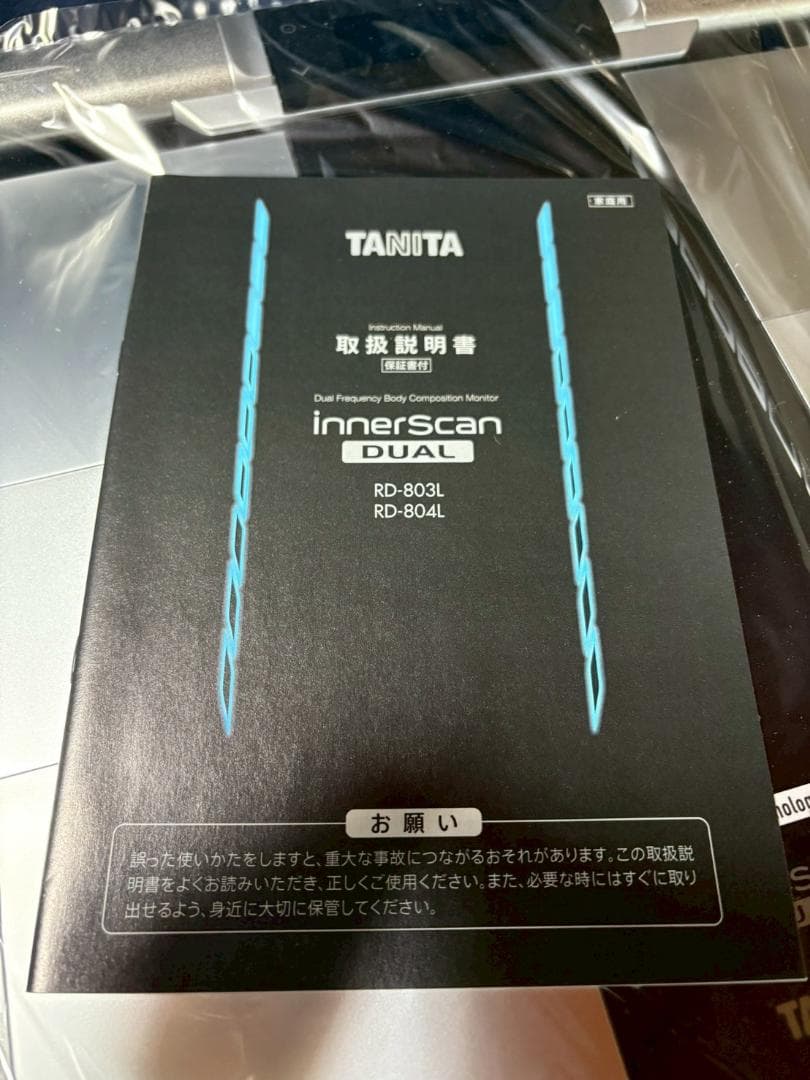 家庭用
TANITA
Instruction Manual
取扱説明書
保証書付
Dual Frequency Body Composition Monitor
innerScan
DUAL
RD-803L
RD-804L
お願い
誤った使いかたをしますと、重大な事故につながるおそれがあります。この取扱説
明書をよくお読みいただき、正しくご使用ください。また、必要な時にはすぐに取り
出せるよう、身近に大切に保管してください。